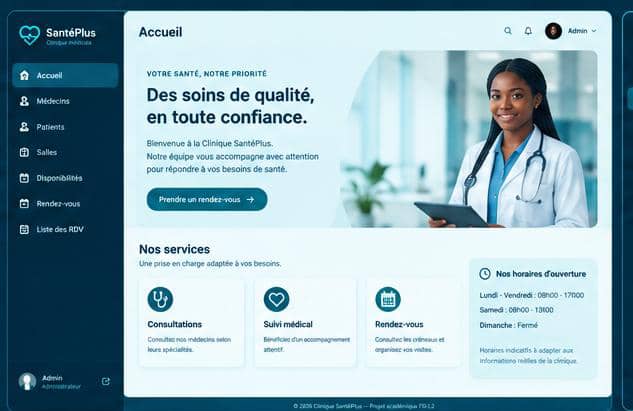 SantéPlus
Clinique médicale
Accueil
Médecins
Patients
Salles
Disponibilités
Rendez-vous
Liste des RDV
Admin
Administrateur
Accueil
Admin
VOTRE SANTÉ, NOTRE PRIORITÉ
Des soins de qualité,
en toute confiance.
Bienvenue à la Clinique SantéPlus.
Notre équipe vous accompagne avec attention
pour répondre à vos besoins de santé.
Prendre un rendez-vous →
Nos services
Une prise en charge adaptée à vos besoins.
Consultations
Consultez nos médecins selon
leurs spécialités.
Suivi médical
Bénéficiez d'un accompagnement
attentif.
Rendez-vous
Consultez les créneaux et
organisez vos visites.
Nos horaires d'ouverture
Lundi - Vendredi : 08h00 - 17h00
Samedi : 08h00 - 13h00
Dimanche : Fermé
Horaires indicatifs à adapter aux
informations réelles de la clinique.
Clinique SantéPlus — Projet académique